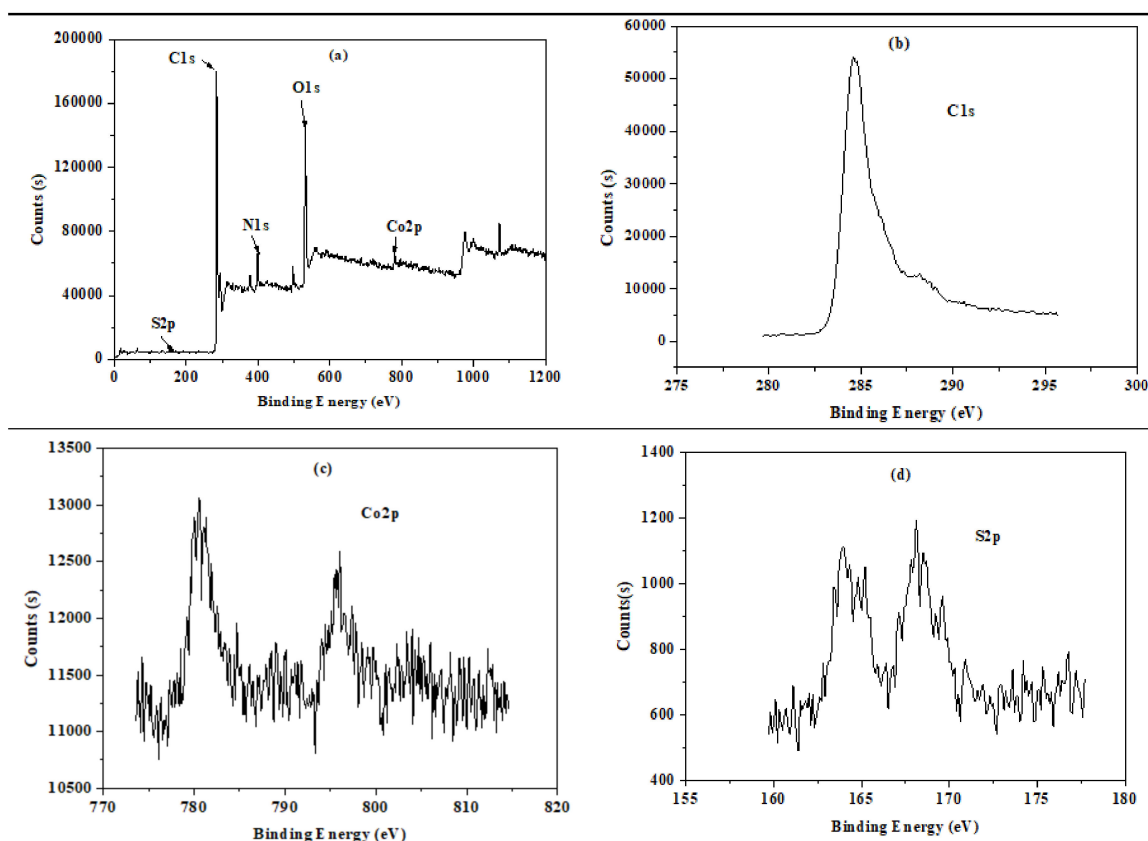 (a)
C1s
O1s
N1s
Co2p
S2p
Counts (s)
200000
160000
120000
80000
40000
0
0 200 400 600 800 1000 1200
Binding Energy (eV)
(b)
C1s
Counts (s)
60000
50000
40000
30000
20000
10000
0
275 280 285 290 295 300
Binding Energy (eV)
(c)
Co2p
Counts (s)
13500
13000
12500
12000
11500
11000
10500
770 780 790 800 810 820
Binding Energy (eV)
(d)
S2p
Counts(s)
1400
1200
1000
800
600
400
155 160 165 170 175 180
Binding Energy (eV)